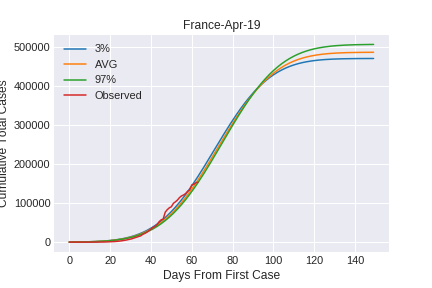 France-Apr-19
500000
400000
300000
200000
100000
0
Cumulative Total Cases
3%
AVG
97%
Observed
0 20 40 60 80 100 120 140
Days From First Case